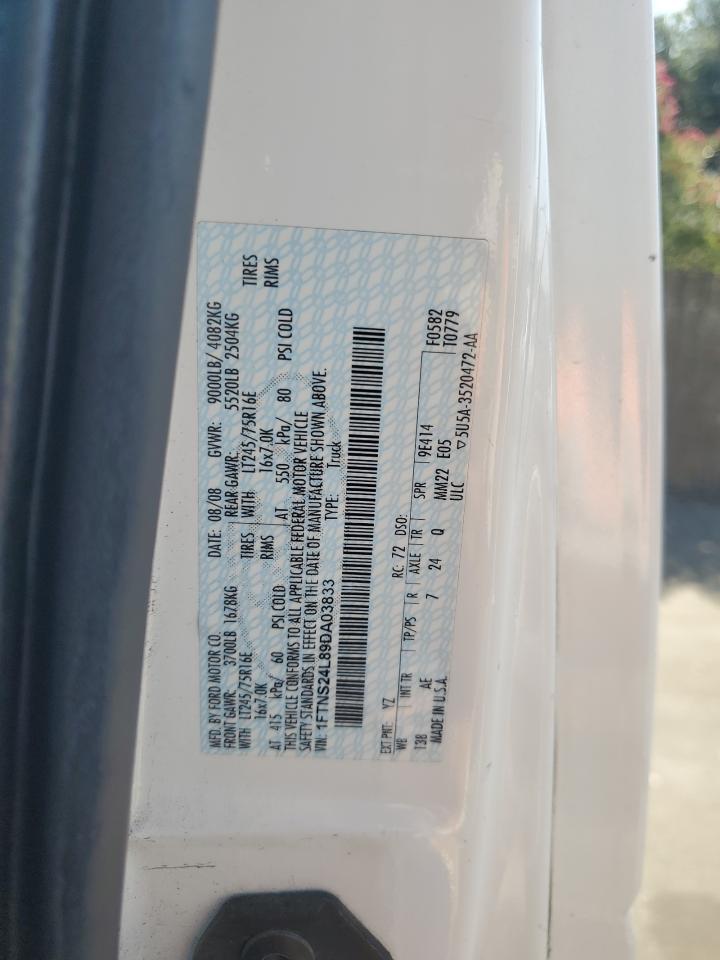 MFD. BY FORD MOTOR CO. DATE: 08/08 GVWR: 9000LB/ 4082KG
FRONT GAWR: 3700LB 1678KG REAR GAWR: 5520LB 2504KG
WITH LT245/75R16E TIRES WITH LT245/75R16E TIRES
16x7.0K RIMS 16x7.0K RIMS
AT 415 kPa/ 60 PSI COLD AT 550 kPa/ 80 PSI COLD
THIS VEHICLE CONFORMS TO ALL APPLICABLE FEDERAL MOTOR VEHICLE
SAFETY STANDARDS IN EFFECT ON THE DATE OF MANUFACTURE SHOWN ABOVE.
VIN: 1FTNS24L89DA03833 TYPE: Truck
F0582
T0779
EXT PNT: YZ RC: 72 DSO:
WB INT TR TP/PS R AXLE TR SPR
138 AE 7 24 Q MM22 9E414
E05
MADE IN U.S.A. ULC ▽5U5A-3520472-AA